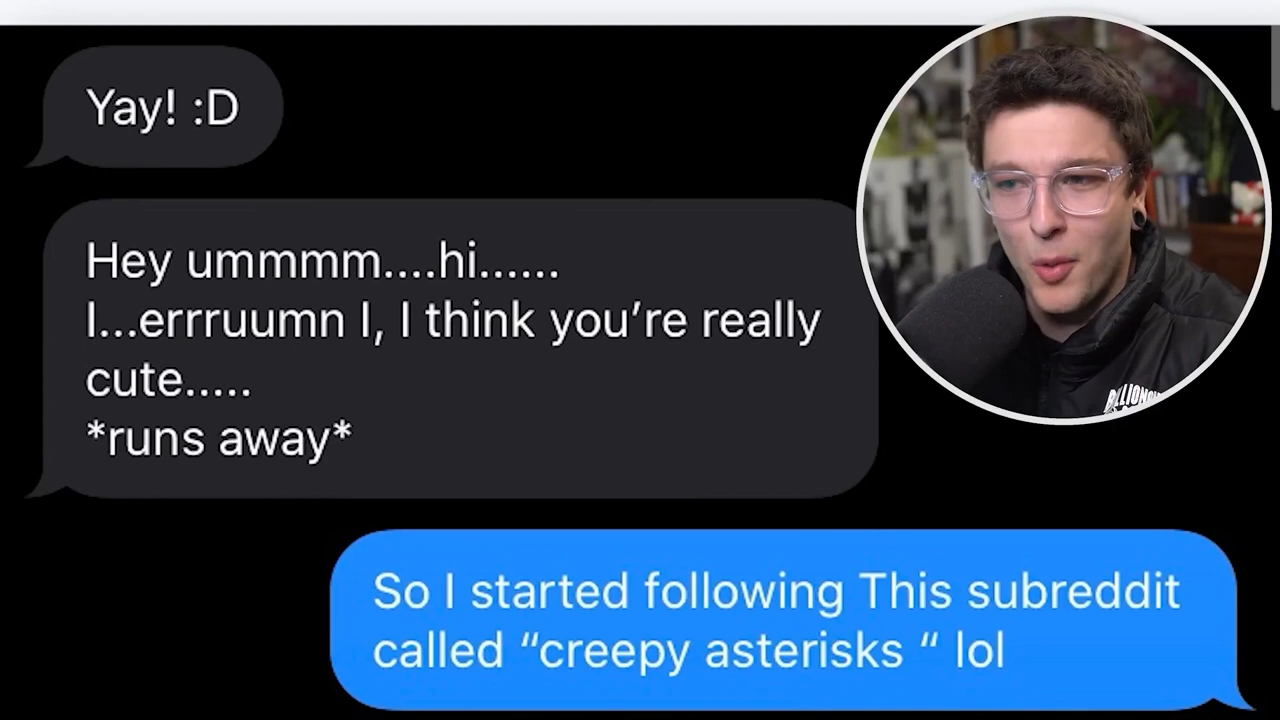 Yay! :D
Hey ummmm....hi......
I...errruumn I, I think you’re really
cute.....
*runs away*
So I started following This subreddit
called “creepy asterisks “ lol